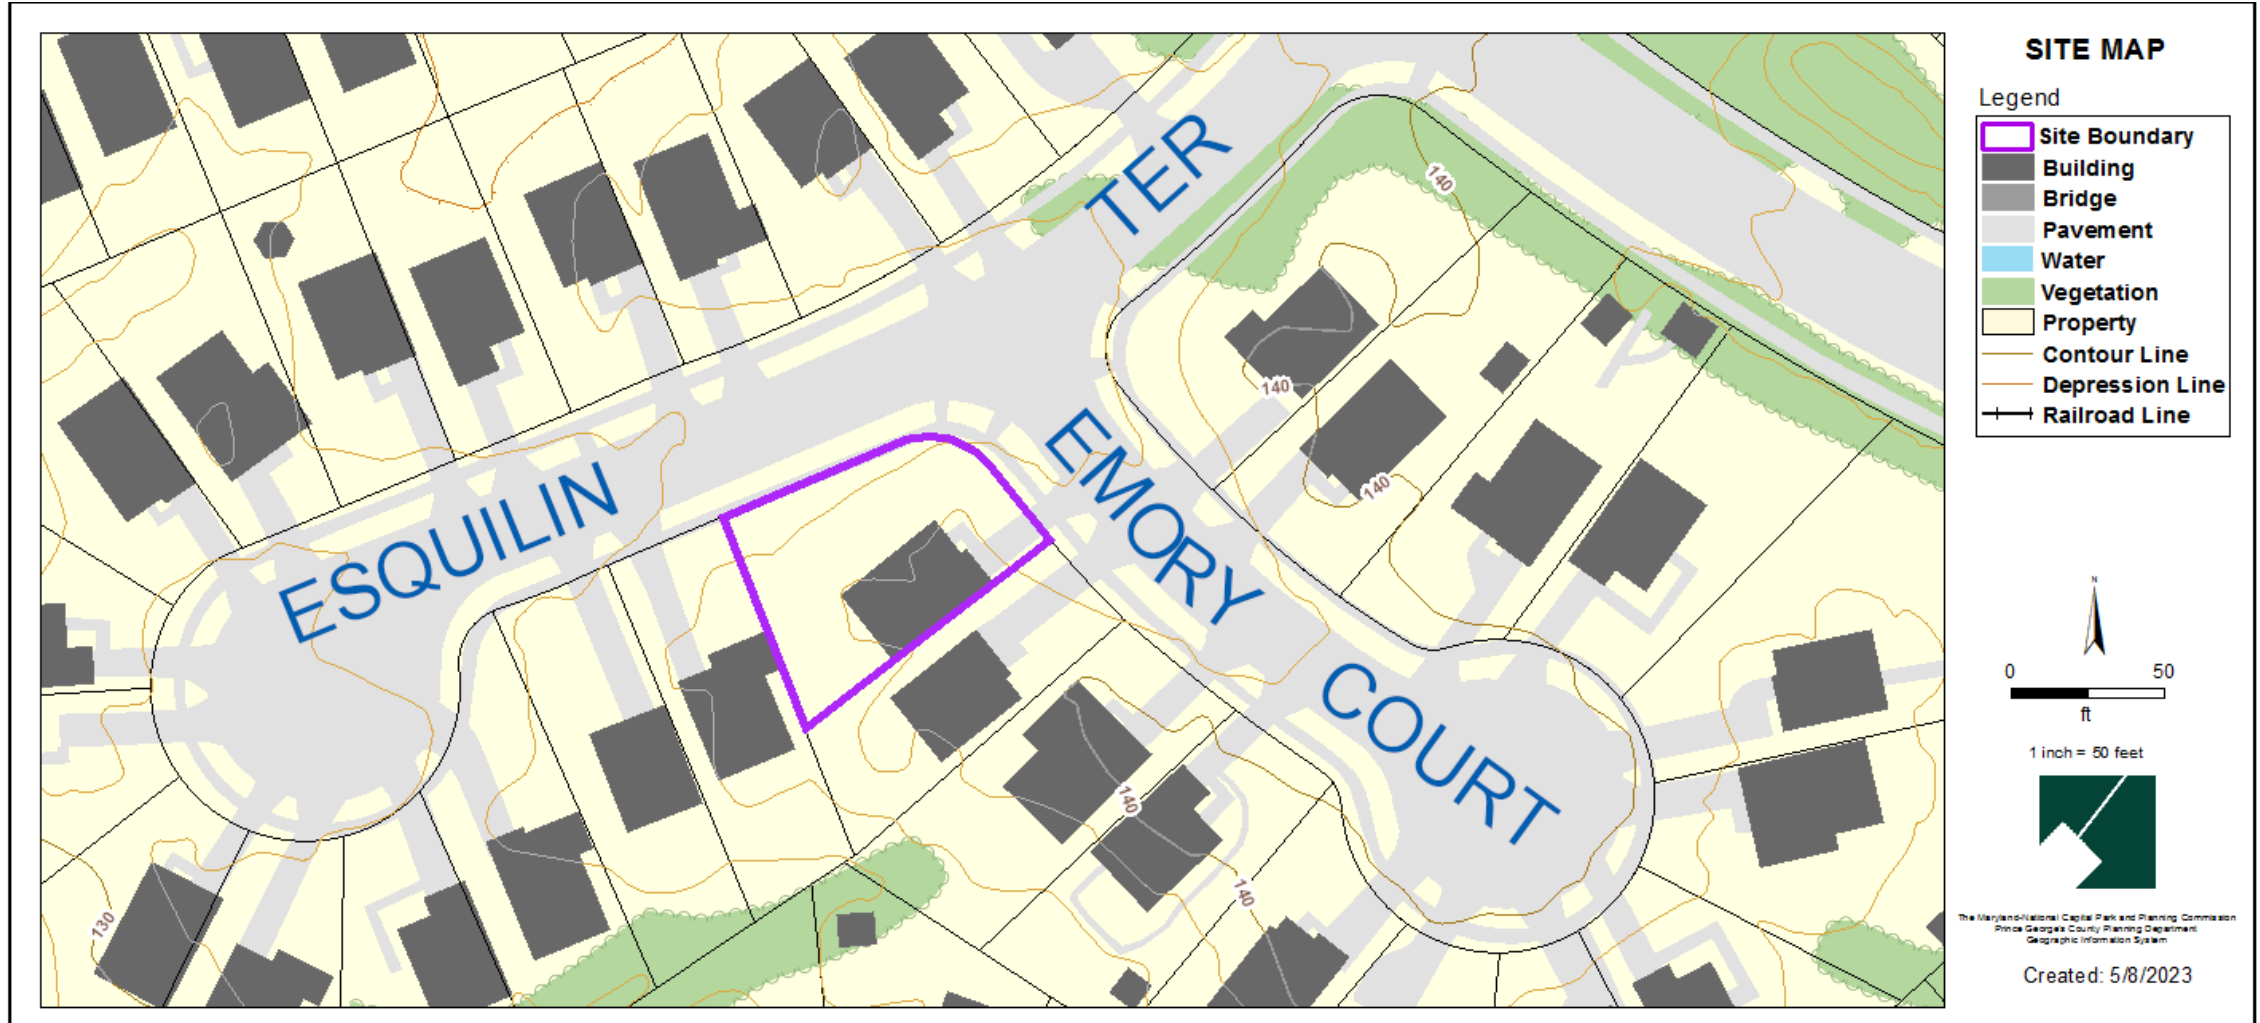 SITE MAP
Legend
Site Boundary
Building
Bridge
Pavement
Water
Vegetation
Property
Contour Line
Depression Line
Railroad Line
TER
ESQUILIN
EMORY
COURT
140
140
140
140
140
130
N
0 50
ft
1 inch = 50 feet
The Maryland-National Capital Park and Planning Commission
Prince George's County Planning Department
Geographic Information System
Created: 5/8/2023